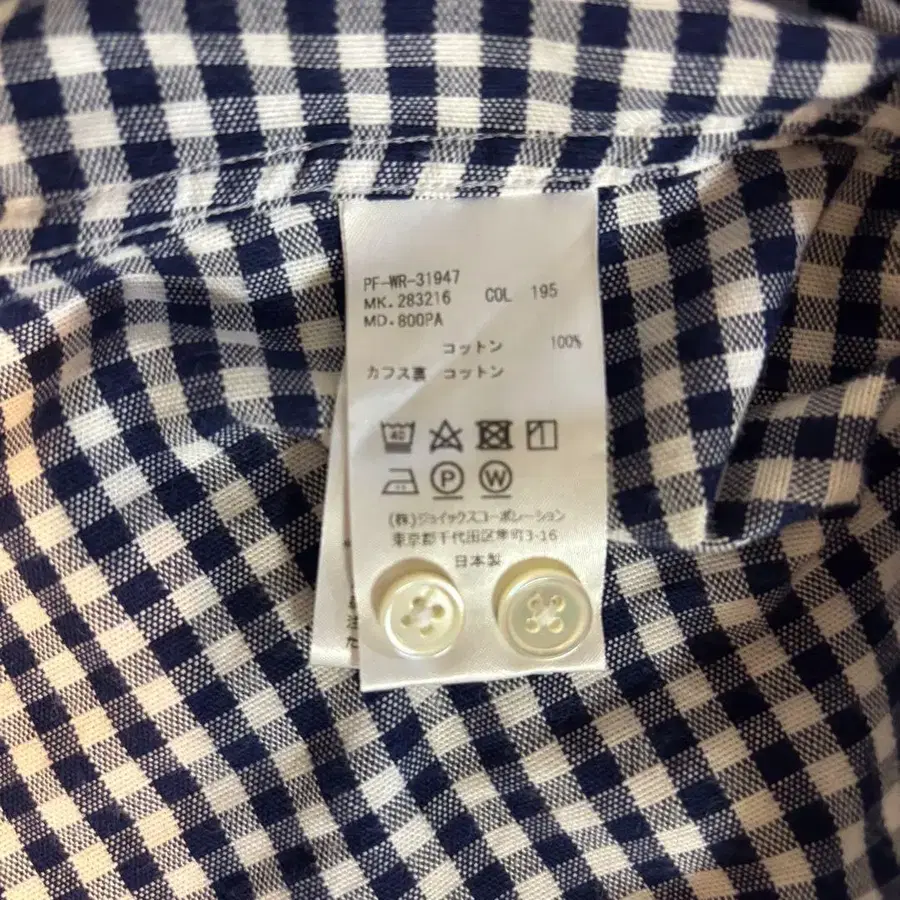 PF-WR-31947
MK.283216 COL 195
MD.800PA
コットン 100%
カフス裏 コットン
40
P W
(株)ジョイックスコーポレーション
東京都千代田区隼町3-16
日本製